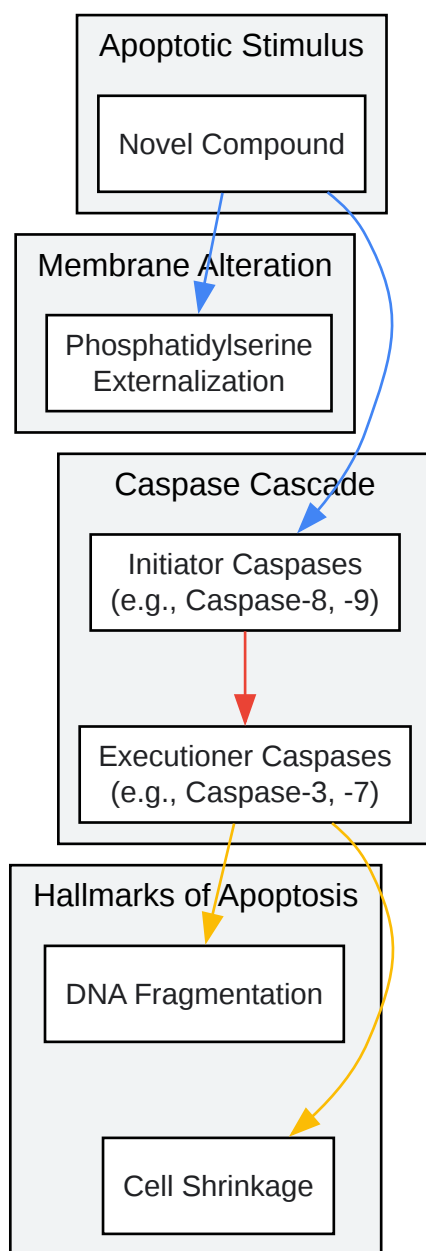 Apoptotic Stimulus
Novel Compound
Membrane Alteration
Phosphatidylserine
Externalization
Caspase Cascade
Initiator Caspases
(e.g., Caspase-8, -9)
Executioner Caspases
(e.g., Caspase-3, -7)
Hallmarks of Apoptosis
DNA Fragmentation
Cell Shrinkage